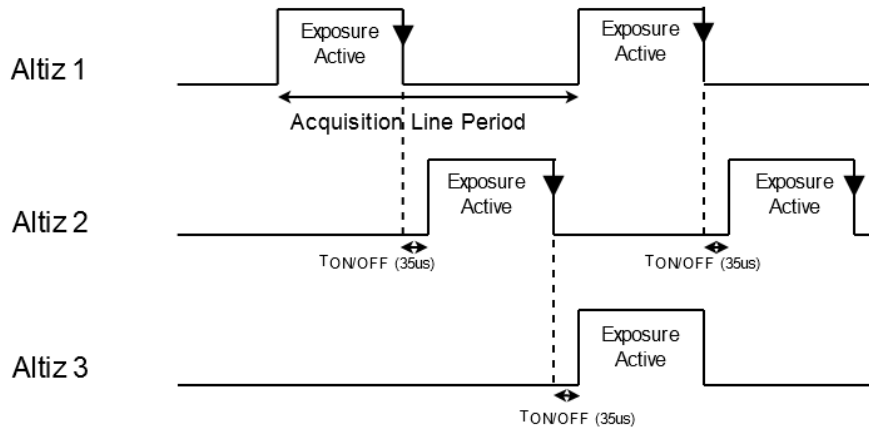 Altiz 1
Exposure
Active
Exposure
Active
Acquisition Line Period
Altiz 2
Exposure
Active
Exposure
Active
TON/OFF (35us)
TON/OFF (35us)
Altiz 3
Exposure
Active
TON/OFF (35us)